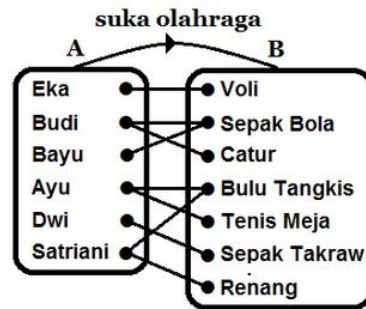 suka olahraga
A B
Eka Voli
Budi Sepak Bola
Bayu Catur
Ayu Bulu Tangkis
Dwi Tenis Meja
Satriani Sepak Takraw
Renang